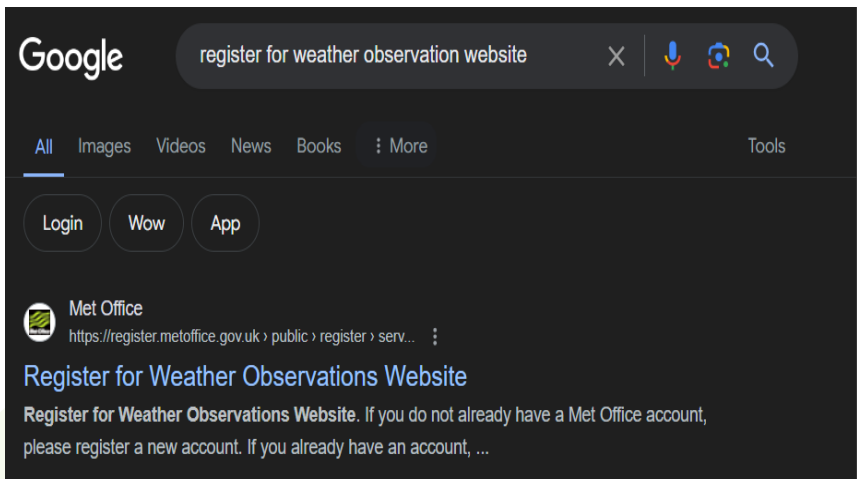 Google
register for weather observation website
All Images Videos News Books More Tools
Login Wow App
Met Office
https://register.metoffice.gov.uk › public › register › serv...
Register for Weather Observations Website
Register for Weather Observations Website. If you do not already have a Met Office account,
please register a new account. If you already have an account, ...